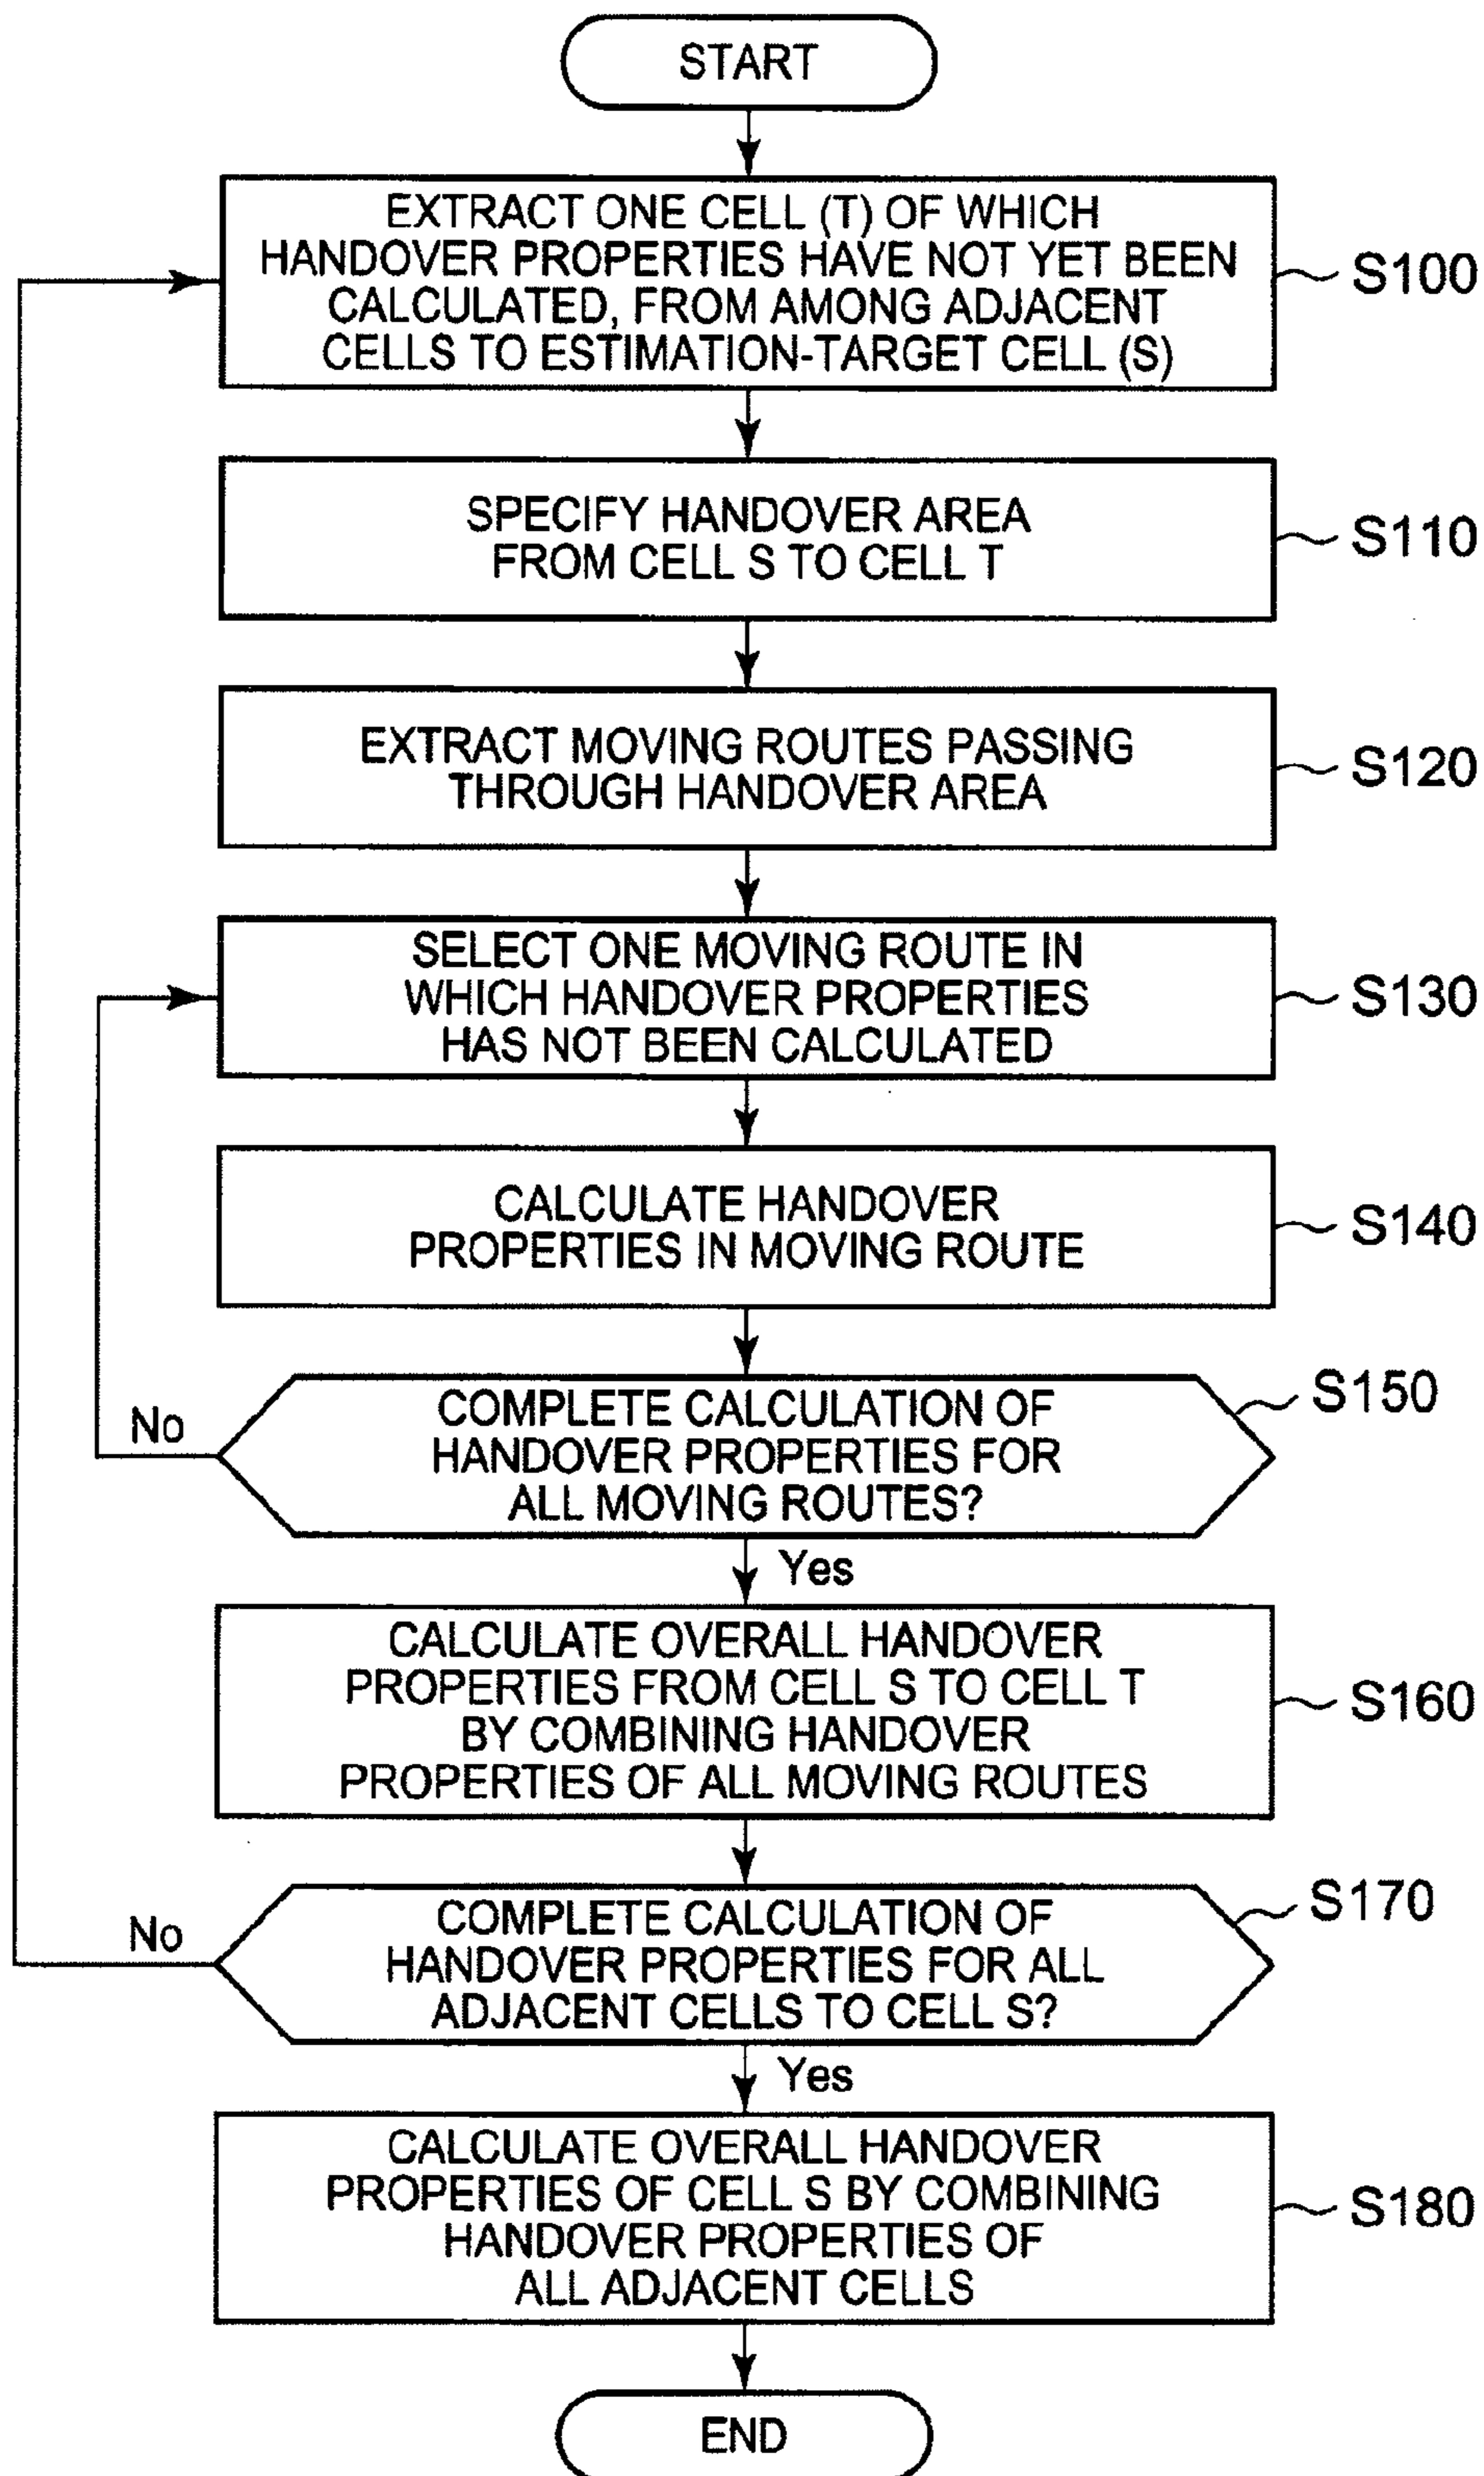 START
EXTRACT ONE CELL (T) OF WHICH
HANDOVER PROPERTIES HAVE NOT YET BEEN
CALCULATED, FROM AMONG ADJACENT
CELLS TO ESTIMATION-TARGET CELL (S)
S100
SPECIFY HANDOVER AREA
FROM CELL S TO CELL T
S110
EXTRACT MOVING ROUTES PASSING
THROUGH HANDOVER AREA
S120
SELECT ONE MOVING ROUTE IN
WHICH HANDOVER PROPERTIES
HAS NOT BEEN CALCULATED
S130
CALCULATE HANDOVER
PROPERTIES IN MOVING ROUTE
S140
COMPLETE CALCULATION OF
HANDOVER PROPERTIES FOR
ALL MOVING ROUTES?
S150
No
Yes
CALCULATE OVERALL HANDOVER
PROPERTIES FROM CELL S TO CELL T
BY COMBINING HANDOVER
PROPERTIES OF ALL MOVING ROUTES
S160
COMPLETE CALCULATION OF
HANDOVER PROPERTIES FOR ALL
ADJACENT CELLS TO CELL S?
S170
No
Yes
CALCULATE OVERALL HANDOVER
PROPERTIES OF CELL S BY COMBINING
HANDOVER PROPERTIES OF
ALL ADJACENT CELLS
S180
END